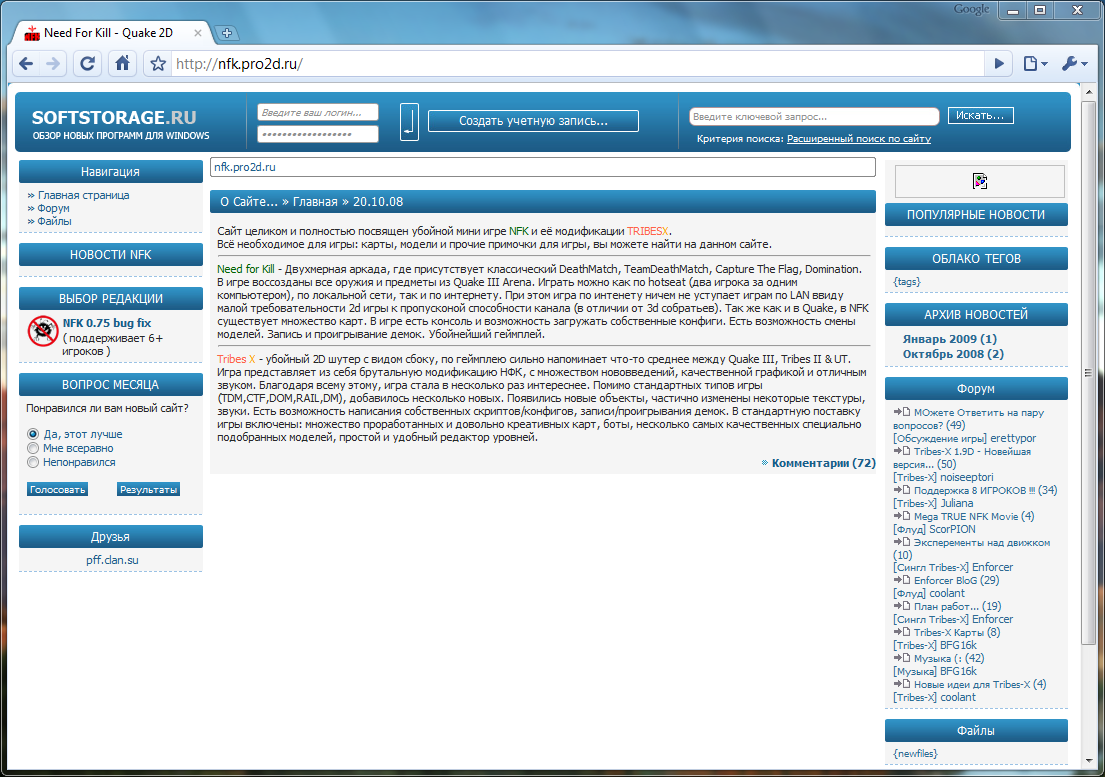 Google
Need For Kill - Quake 2D
http://nfk.pro2d.ru/
SOFTSTORAGE.RU
ОБЗОР НОВЫХ ПРОГРАММ ДЛЯ WINDOWS
Введите ваш логин...
Создать учетную запись...
Введите ключевой запрос...
Искать...
Критерия поиска: Расширенный поиск по сайту
Навигация
» Главная страница
» Форум
» Файлы
НОВОСТИ NFK
ВЫБОР РЕДАКЦИИ
NFK 0.75 bug fix
( поддерживает 6+
игроков )
ВОПРОС МЕСЯЦА
Понравился ли вам новый сайт?
Да, этот лучше
Мне всеравно
Непонравился
Голосовать
Результаты
Друзья
pff.clan.su
nfk.pro2d.ru
О Сайте... » Главная » 20.10.08
Сайт целиком и полностью посвящен убойной мини игре NFK и её модификации TRIBESX.
Всё необходимое для игры: карты, модели и прочие примочки для игры, вы можете найти на данном сайте.
Need for Kill - Двухмерная аркада, где присутствует классический DeathMatch, TeamDeathMatch, Capture The Flag, Domination.
В игре воссозданы все оружия и предметы из Quake III Arena. Играть можно как по hotseat (два игрока за одним
компьютером), по локальной сети, так и по интернету. При этом игра по интенету ничем не уступает играм по LAN ввиду
малой требовательности 2d игры к пропусконой способности канала (в отличии от 3d собратьев). Так же как и в Quake, в NFK
существует множество карт. В игре есть консоль и возможность загружать собственные конфиги. Есть возможность смены
моделей. Запись и проигрывание демок. Убойнейший геймплей.
Tribes X - убойный 2D шутер с видом сбоку, по геймплею сильно напоминает что-то среднее между Quake III, Tribes II & UT.
Игра представляет из себя брутальную модификацию НФК, с множеством нововведений, качественной графикой и отличным
звуком. Благодаря всему этому, игра стала в несколько раз интереснее. Помимо стандартных типов игры
(TDM,CTF,DOM,RAIL,DM), добавилось несколько новых. Появились новые объекты, частично изменены некоторые текстуры,
звуки. Есть возможность написания собственных скриптов/конфигов, записи/проигрывания демок. В стандартную поставку
игры включены: множество проработанных и довольно креативных карт, боты, несколько самых качественных специально
подобранных моделей, простой и удобный редактор уровней.
» Комментарии (72)
ПОПУЛЯРНЫЕ НОВОСТИ
ОБЛАКО ТЕГОВ
{tags}
АРХИВ НОВОСТЕЙ
Январь 2009 (1)
Октябрь 2008 (2)
Форум
МОжете Ответить на пару
вопросов? (49)
[Обсуждение игры] erettypor
Tribes-X 1.9D - Новейшая
версия... (50)
[Tribes-X] noiseeptori
Поддержка 8 ИГРОКОВ !!! (34)
[Tribes-X] Juliana
Mega TRUE NFK Movie (4)
[Флуд] ScorPION
Эксперементы над движком
(10)
[Сингл Tribes-X] Enforcer
Enforcer BloG (29)
[Флуд] coolant
План работ... (19)
[Сингл Tribes-X] Enforcer
Tribes-X Карты (8)
[Tribes-X] BFG16k
Музыка (: (42)
[Музыка] BFG16k
Новые идеи для Tribes-X (4)
[Tribes-X] coolant
Файлы
{newfiles}